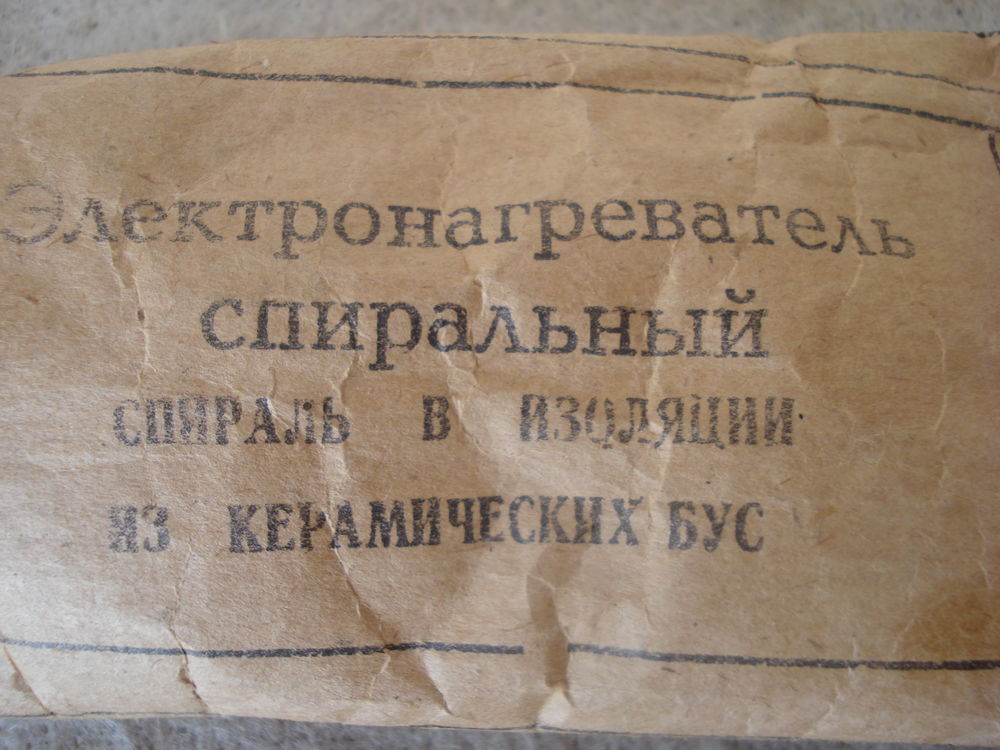 Электронагреватель
спиральный
СПИРАЛЬ В ИЗОЛЯЦИИ
ИЗ КЕРАМИЧЕСКИХ БУС